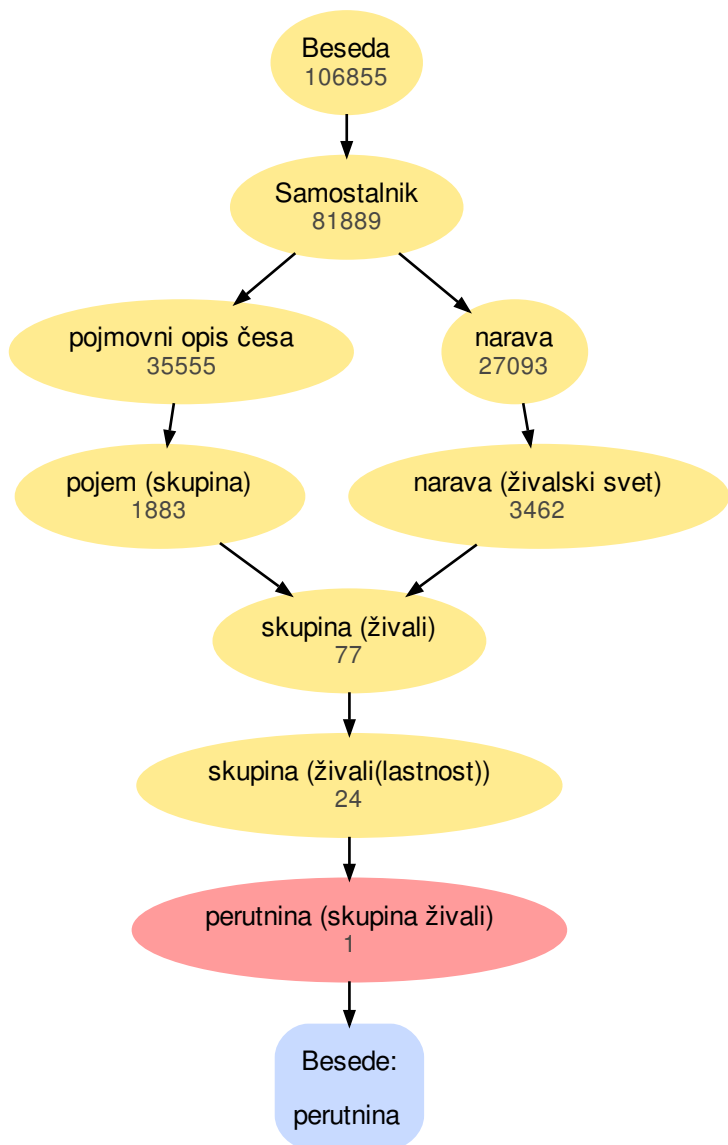 Beseda
106855
Samostalnik
81889
pojmovni opis česa
35555
narava
27093
pojem (skupina)
1883
narava (živalski svet)
3462
skupina (živali)
77
skupina (živali(lastnost))
24
perutnina (skupina živali)
1
Besede:
perutnina